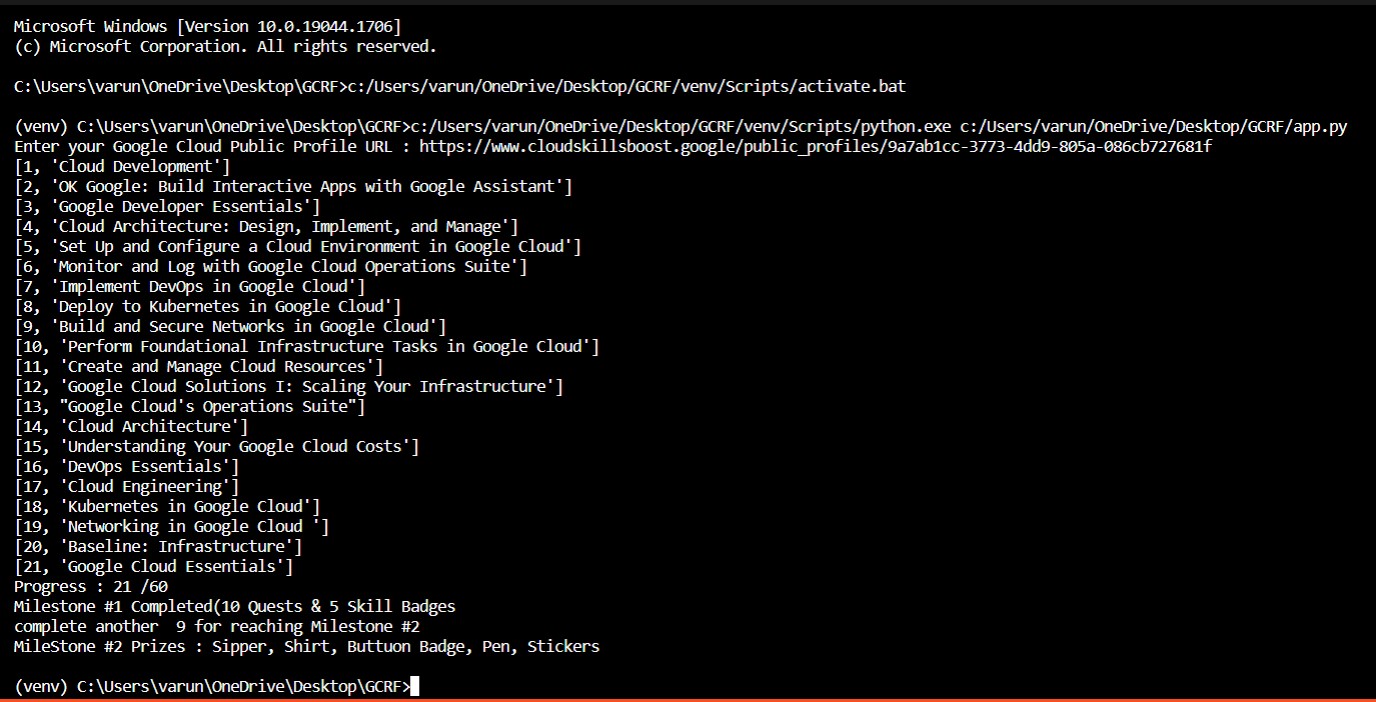 Microsoft Windows [Version 10.0.19044.1706]
(c) Microsoft Corporation. All rights reserved.
C:\Users\varun\OneDrive\Desktop\GCRF>c:/Users/varun/OneDrive/Desktop/GCRF/venv/Scripts/activate.bat
(venv) C:\Users\varun\OneDrive\Desktop\GCRF>c:/Users/varun/OneDrive/Desktop/GCRF/venv/Scripts/python.exe c:/Users/varun/OneDrive/Desktop/GCRF/app.py
Enter your Google Cloud Public Profile URL : https://www.cloudskillsboost.google/public_profiles/9a7ab1cc-3773-4dd9-805a-086cb727681f
[1, 'Cloud Development']
[2, 'OK Google: Build Interactive Apps with Google Assistant']
[3, 'Google Developer Essentials']
[4, 'Cloud Architecture: Design, Implement, and Manage']
[5, 'Set Up and Configure a Cloud Environment in Google Cloud']
[6, 'Monitor and Log with Google Cloud Operations Suite']
[7, 'Implement DevOps in Google Cloud']
[8, 'Deploy to Kubernetes in Google Cloud']
[9, 'Build and Secure Networks in Google Cloud']
[10, 'Perform Foundational Infrastructure Tasks in Google Cloud']
[11, 'Create and Manage Cloud Resources']
[12, 'Google Cloud Solutions I: Scaling Your Infrastructure']
[13, "Google Cloud's Operations Suite"]
[14, 'Cloud Architecture']
[15, 'Understanding Your Google Cloud Costs']
[16, 'DevOps Essentials']
[17, 'Cloud Engineering']
[18, 'Kubernetes in Google Cloud']
[19, 'Networking in Google Cloud ']
[20, 'Baseline: Infrastructure']
[21, 'Google Cloud Essentials']
Progress : 21 /60
Milestone #1 Completed(10 Quests & 5 Skill Badges
complete another  9 for reaching Milestone #2
MileStone #2 Prizes : Sipper, Shirt, Buttuon Badge, Pen, Stickers
(venv) C:\Users\varun\OneDrive\Desktop\GCRF>